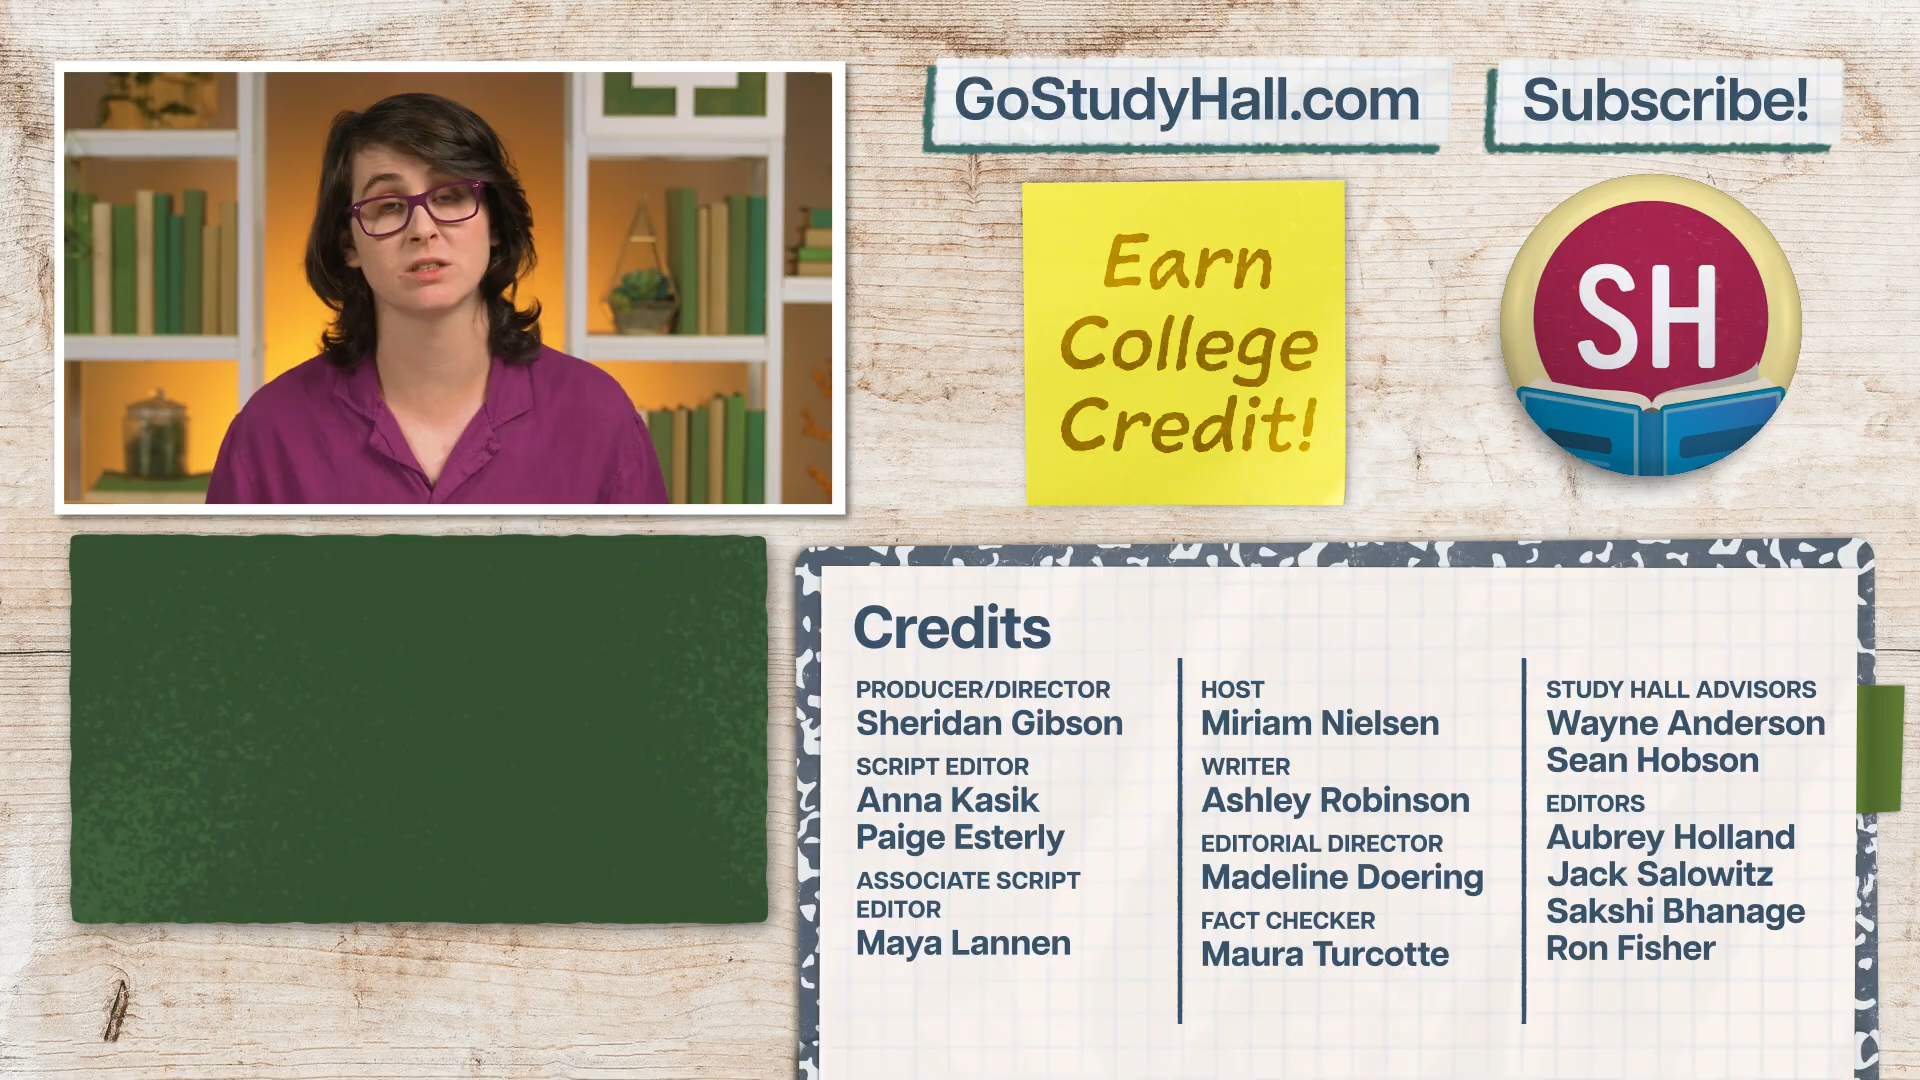 GoStudyHall.com
Subscribe!
Earn
College
Credit!
SH
Credits
PRODUCER/DIRECTOR
Sheridan Gibson
SCRIPT EDITOR
Anna Kasik
Paige Esterly
ASSOCIATE SCRIPT
EDITOR
Maya Lannen
HOST
Miriam Nielsen
WRITER
Ashley Robinson
EDITORIAL DIRECTOR
Madeline Doering
FACT CHECKER
Maura Turcotte
STUDY HALL ADVISORS
Wayne Anderson
Sean Hobson
EDITORS
Aubrey Holland
Jack Salowitz
Sakshi Bhanage
Ron Fisher